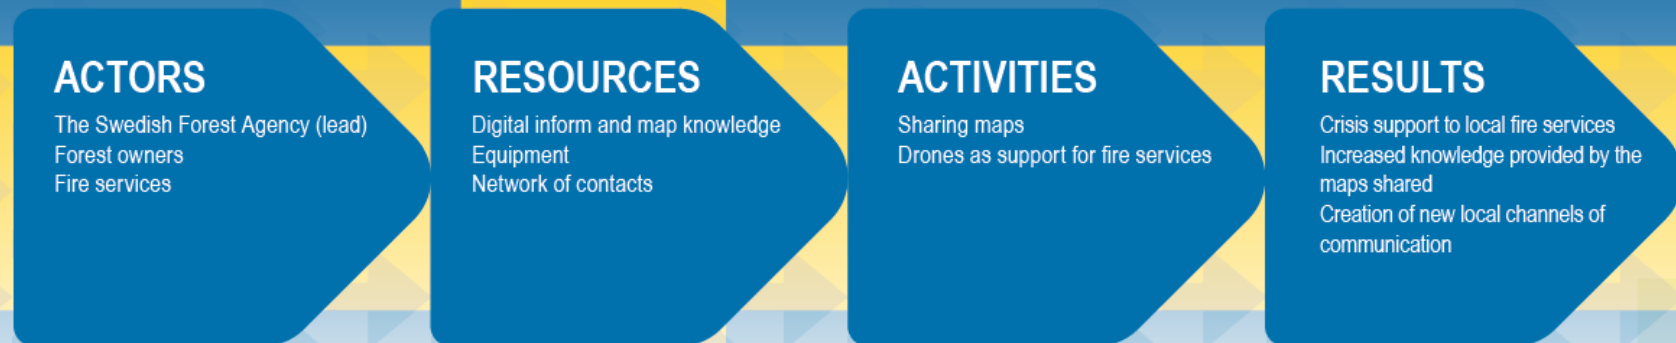 ACTORS
The Swedish Forest Agency (lead)
Forest owners
Fire services
RESOURCES
Digital inform and map knowledge
Equipment
Network of contacts
ACTIVITIES
Sharing maps
Drones as support for fire services
RESULTS
Crisis support to local fire services
Increased knowledge provided by the
maps shared
Creation of new local channels of
communication